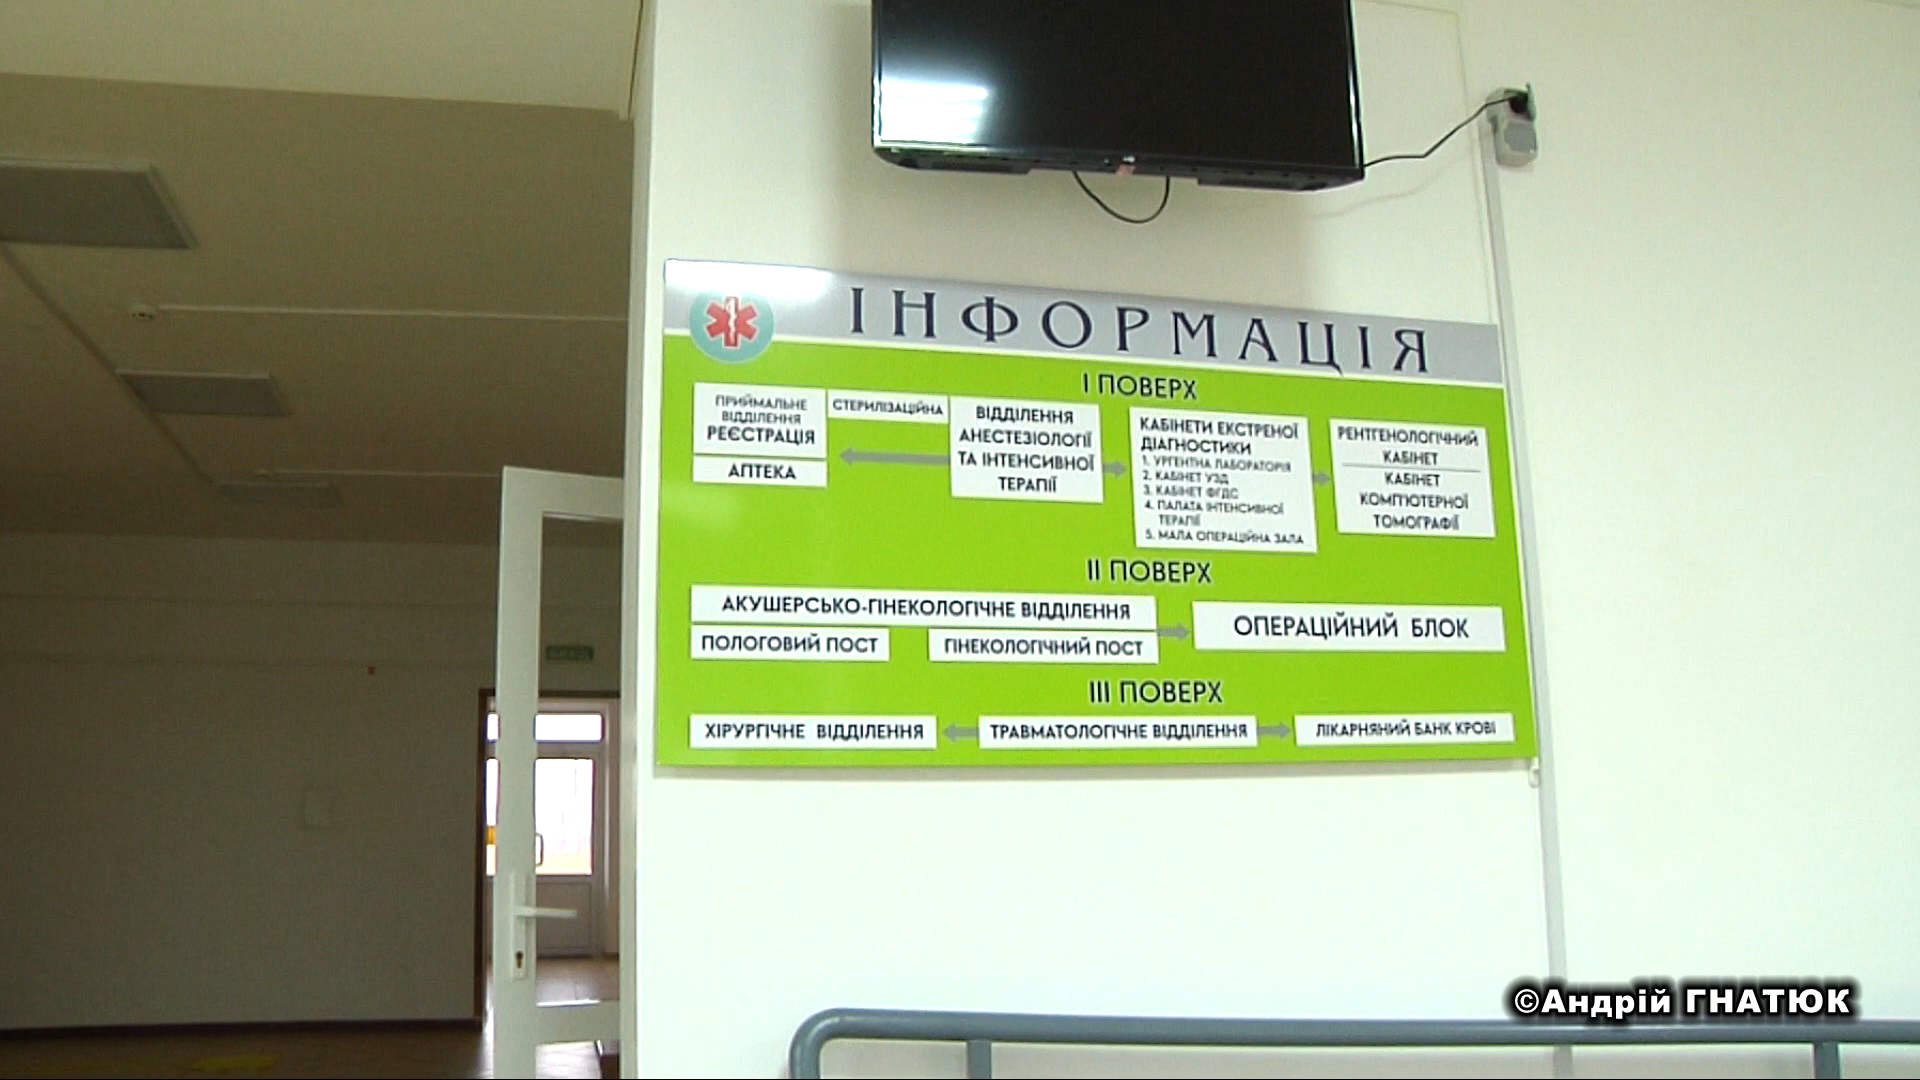 ІНФОРМАЦІЯ
І ПОВЕРХ
ПРИЙМАЛЬНЕ
ВІДДІЛЕННЯ
РЕЄСТРАЦІЯ
АПТЕКА
СТЕРИЛІЗАЦІЙНА
ВІДДІЛЕННЯ
АНЕСТЕЗІОЛОГІЇ
ТА ІНТЕНСИВНОЇ
ТЕРАПІЇ
КАБІНЕТИ ЕКСТРЕНОЇ
ДІАГНОСТИКИ
1. УРГЕНТНА ЛАБОРАТОРІЯ
2. КАБІНЕТ УЗД
3. КАБІНЕТ ФГДС
4. ПАЛАТА ІНТЕНСИВНОЇ
ТЕРАПІЇ
5. МАЛА ОПЕРАЦІЙНА ЗАЛА
РЕНТГЕНОЛОГІЧНИЙ
КАБІНЕТ
КАБІНЕТ
КОМП'ЮТЕРНОЇ
ТОМОГРАФІЇ
ІІ ПОВЕРХ
АКУШЕРСЬКО-ГІНЕКОЛОГІЧНЕ ВІДДІЛЕННЯ
ПОЛОГОВИЙ ПОСТ
ГІНЕКОЛОГІЧНИЙ ПОСТ
ОПЕРАЦІЙНИЙ БЛОК
ІІІ ПОВЕРХ
ХІРУРГІЧНЕ ВІДДІЛЕННЯ
ТРАВМАТОЛОГІЧНЕ ВІДДІЛЕННЯ
ЛІКАРНЯНИЙ БАНК КРОВІ
ВИХІД
©Андрій ГНАТЮК